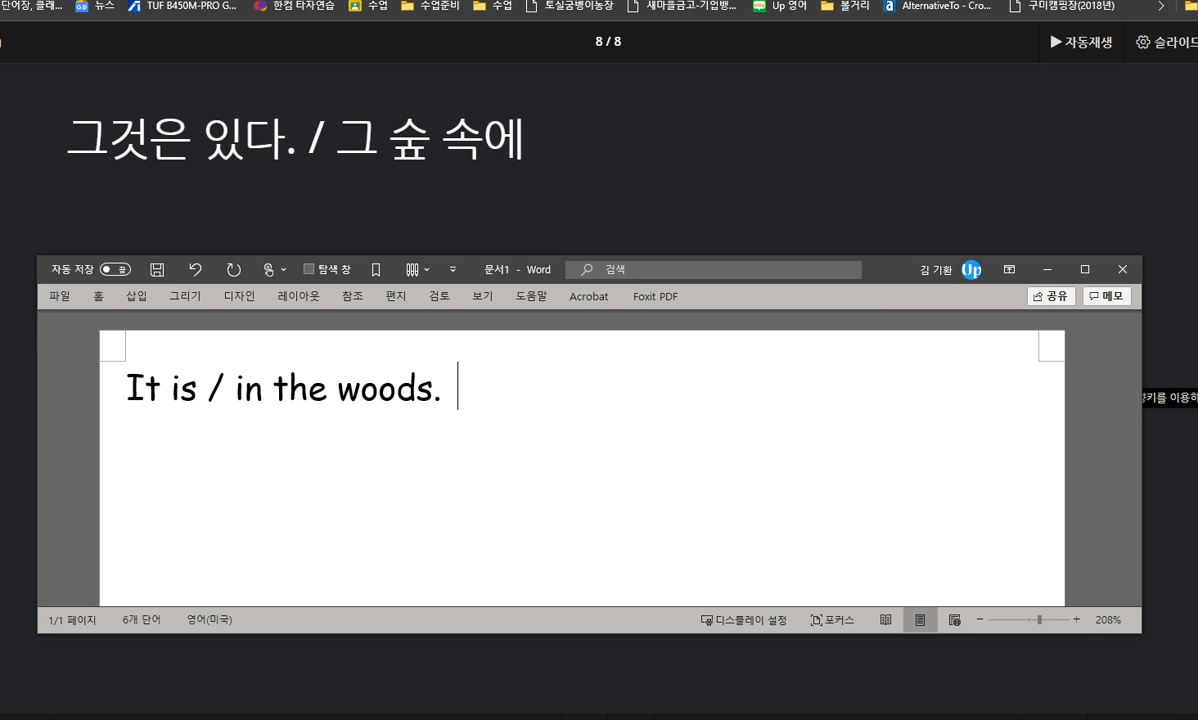 단어장, 클래... 뉴스 TUF B450M-PRO G... 한컴 타자연습 수업 수업준비 수업 토실굼벵이농장 새마을금고-기업뱅... Up 영어 볼거리 AlternativeTo - Cro... 구미캠핑장(2018년)
8 / 8 자동재생 슬라이드
그것은 있다. / 그 숲 속에
자동 저장 끔 탐색 창 문서1 - Word 검색 김 기환 Up
파일 홈 삽입 그리기 디자인 레이아웃 참조 편지 검토 보기 도움말 Acrobat Foxit PDF 공유 메모
It is / in the woods.
향키를 이용하
1/1 페이지 6개 단어 영어(미국) 디스플레이 설정 포커스 − + 208%